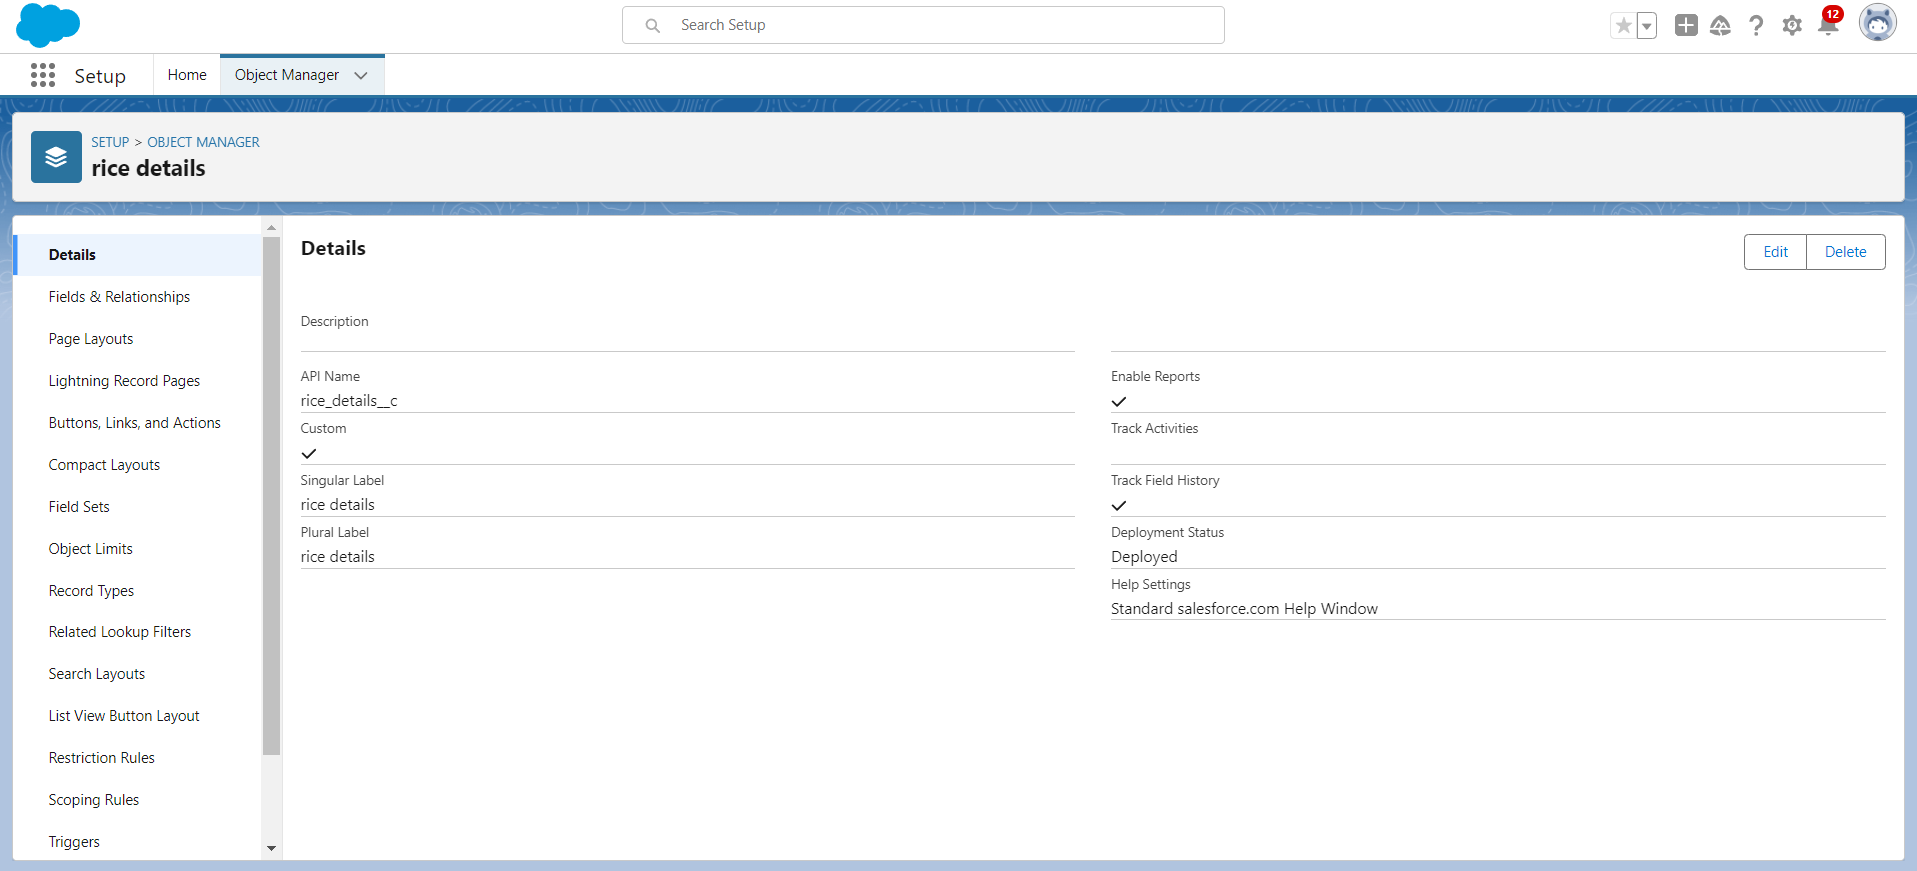 Search Setup
12
Setup
Home
Object Manager
SETUP > OBJECT MANAGER
rice details
Details
Fields & Relationships
Page Layouts
Lightning Record Pages
Buttons, Links, and Actions
Compact Layouts
Field Sets
Object Limits
Record Types
Related Lookup Filters
Search Layouts
List View Button Layout
Restriction Rules
Scoping Rules
Triggers
Details
Edit
Delete
Description
API Name
rice_details__c
Custom
Singular Label
rice details
Plural Label
rice details
Enable Reports
Track Activities
Track Field History
Deployment Status
Deployed
Help Settings
Standard salesforce.com Help Window